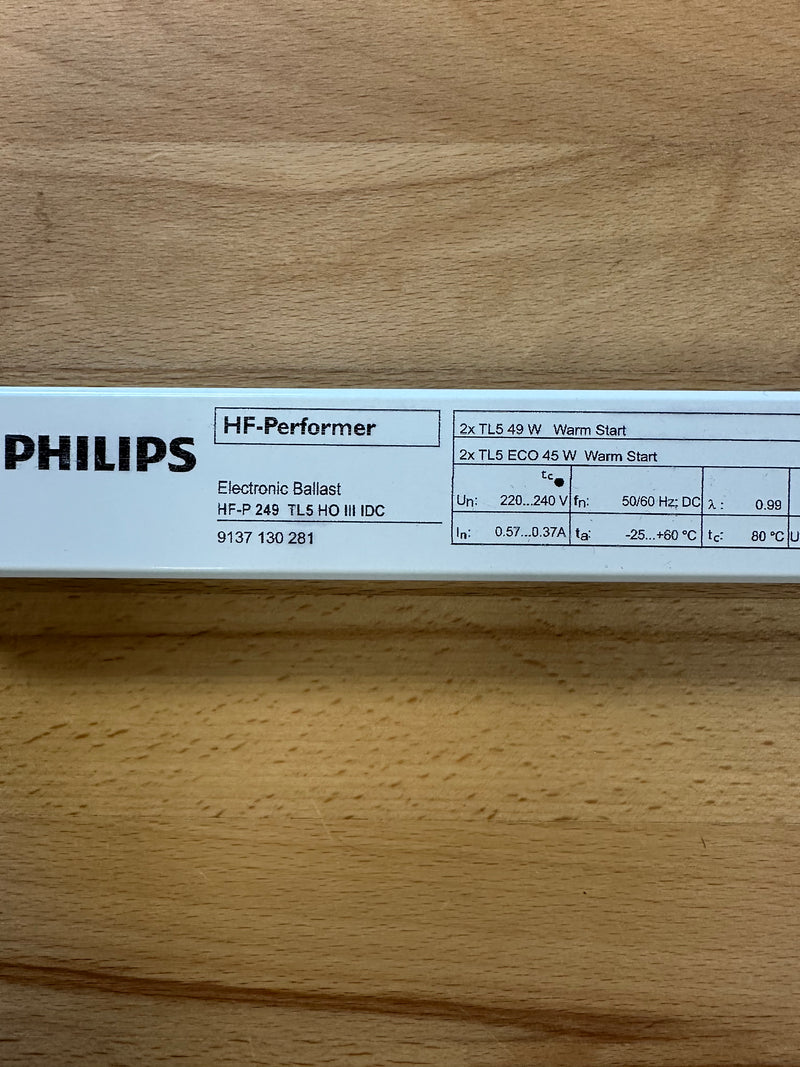 PHILIPS
HF-Performer
Electronic Ballast
HF-P 249 TL5 HO III IDC
9137 130 281
2x TL5 49 W Warm Start
2x TL5 ECO 45 W Warm Start
tc
Un: 220...240 V fn: 50/60 Hz; DC λ : 0.99
In: 0.57...0.37A ta: -25...+60 °C tc: 80 °C U